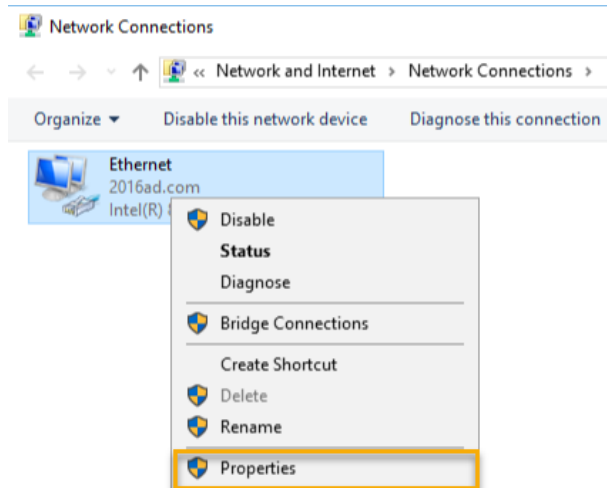 Network Connections
« Network and Internet > Network Connections >
Organize Disable this network device Diagnose this connection
Ethernet
2016ad.com
Intel(R)
Disable
Status
Diagnose
Bridge Connections
Create Shortcut
Delete
Rename
Properties